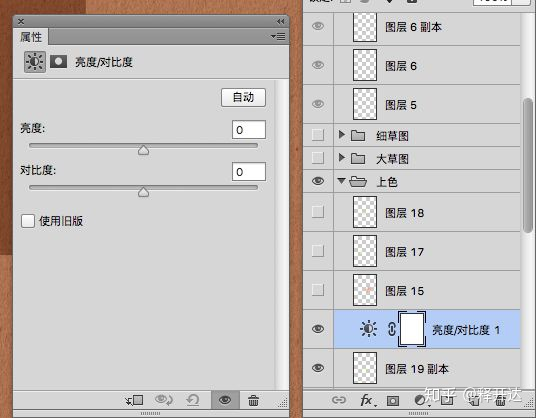 属性
亮度/对比度
自动
亮度:
0
对比度:
0
使用旧版
图层 6 副本
图层 6
图层 5
细草图
大草图
上色
图层 18
图层 17
图层 15
亮度/对比度 1
图层 19 副本
fx
知乎 @释开达